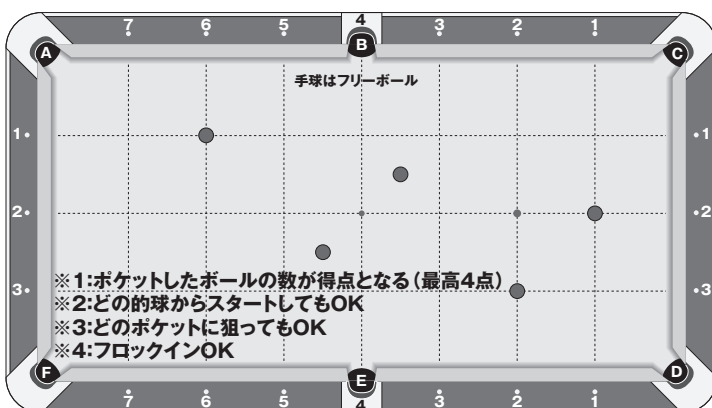 7 6 5 4 3 2 1
A B C
手球はフリーボール
1 1
2 2
※1:ポケットしたボールの数が得点となる(最高4点)
3 ※2:どの的球からスタートしてもOK 3
※3:どのポケットに狙ってもOK
※4:フロックインOK
F E D
7 6 5 4 3 2 1